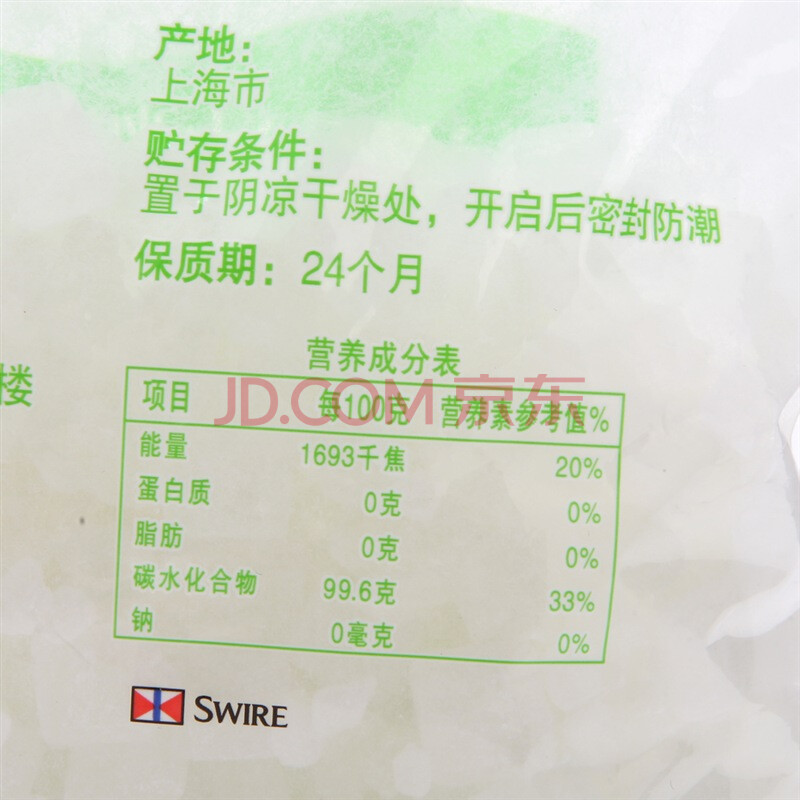 产地：
上海市
贮存条件：
置于阴凉干燥处，开启后密封防潮
保质期：24个月
楼
营养成分表
项目 每100克 营养素参考值%
JD.COM 京东
能量 1693千焦 20%
蛋白质 0克 0%
脂肪 0克 0%
碳水化合物 99.6克 33%
钠 0毫克 0%
SWIRE